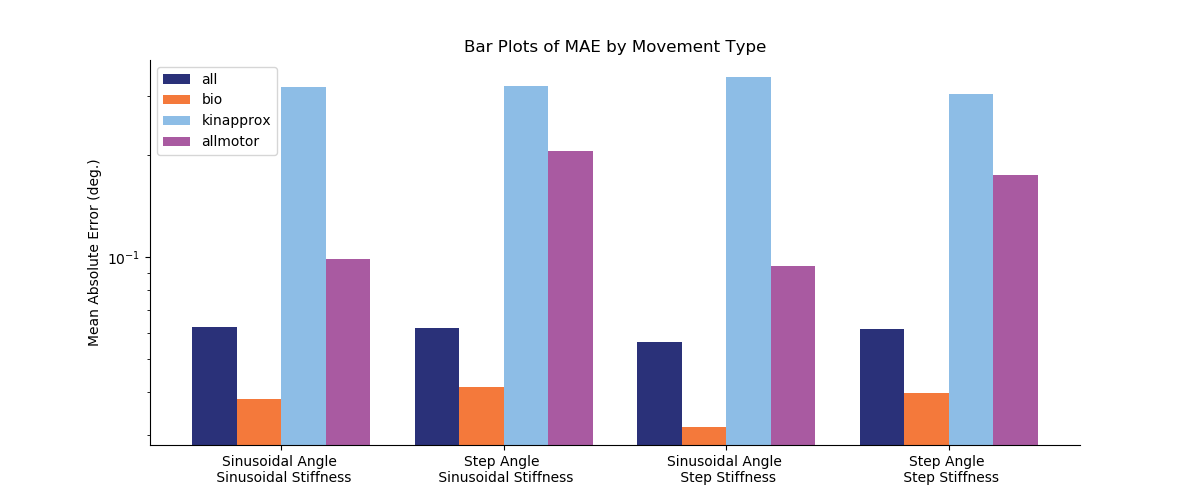 Bar Plots of MAE by Movement Type
all
bio
kinapprox
allmotor
Mean Absolute Error (deg.)
10⁻¹
Sinusoidal Angle
Sinusoidal Stiffness
Step Angle
Sinusoidal Stiffness
Sinusoidal Angle
Step Stiffness
Step Angle
Step Stiffness